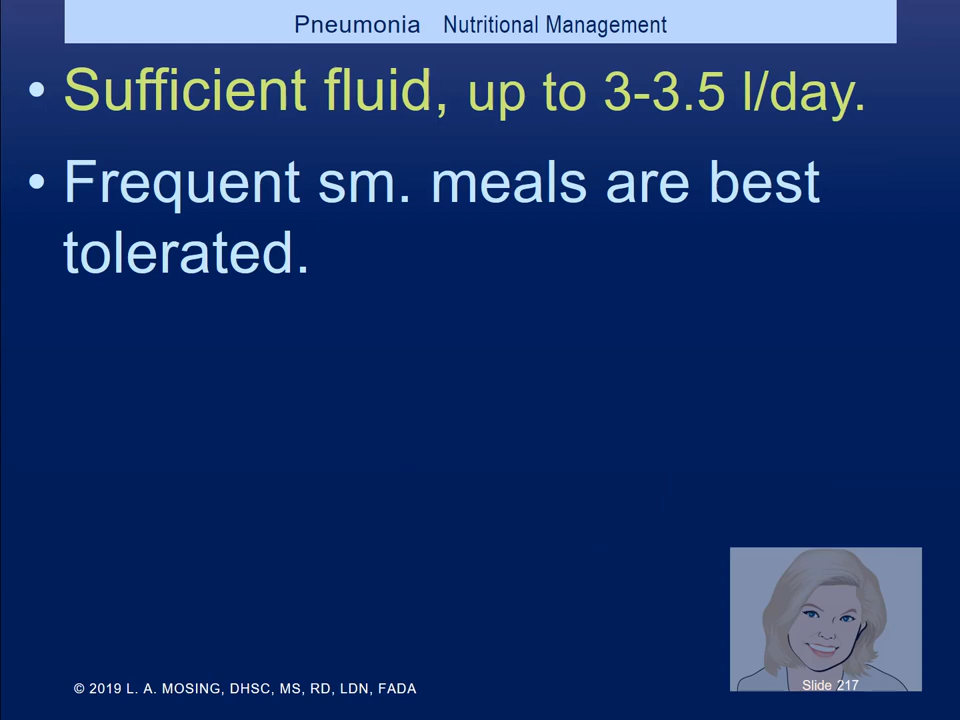 Pneumonia Nutritional Management
• Sufficient fluid, up to 3-3.5 l/day.
• Frequent sm. meals are best
tolerated.
© 2019 L. A. MOSING, DHSC, MS, RD, LDN, FADA
Slide 217